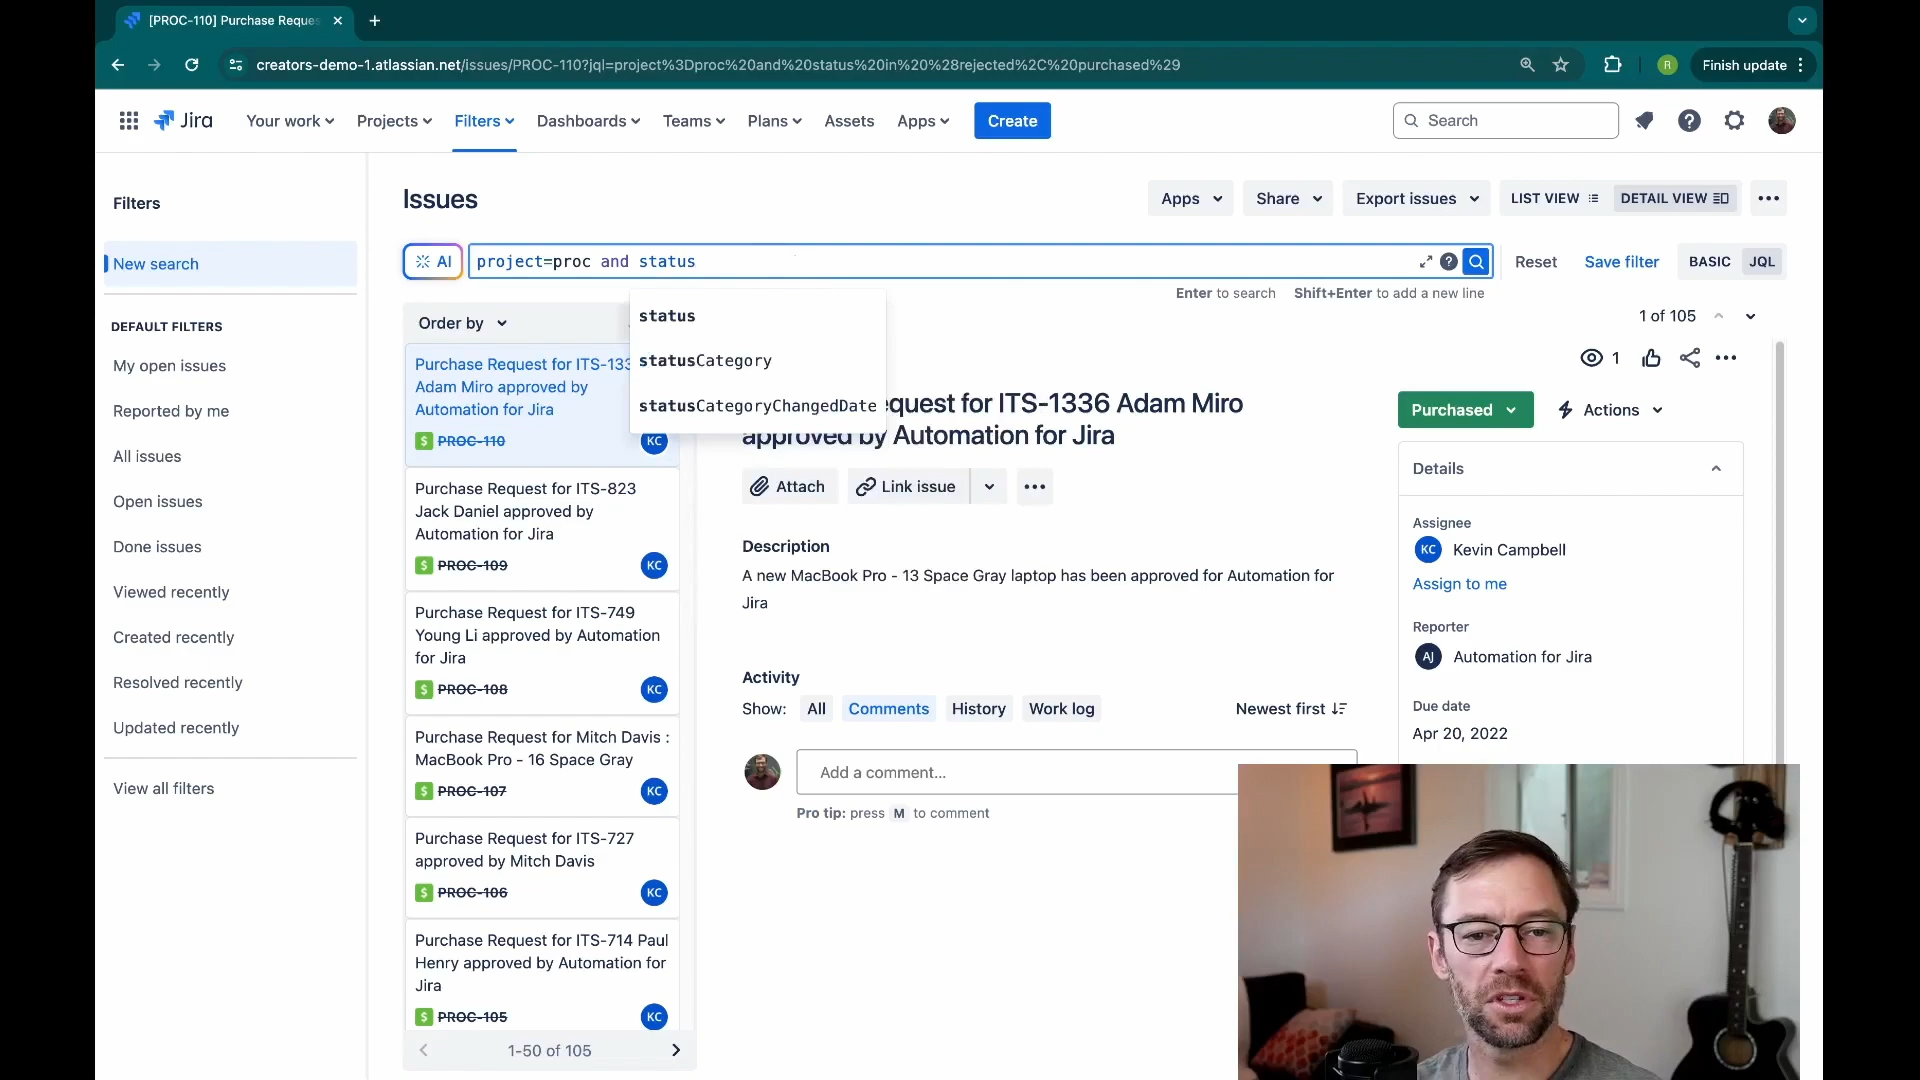 [PROC-110] Purchase Reques
creators-demo-1.atlassian.net/issues/PROC-110?jql=project%3Dproc%20and%20status%20in%20%28rejected%2C%20purchased%29
R
Finish update
Jira
Your work
Projects
Filters
Dashboards
Teams
Plans
Assets
Apps
Create
Search
Filters
New search
DEFAULT FILTERS
My open issues
Reported by me
All issues
Open issues
Done issues
Viewed recently
Created recently
Resolved recently
Updated recently
View all filters
Issues
Apps
Share
Export issues
LIST VIEW
DETAIL VIEW
AI
project=proc and status
Reset
Save filter
BASIC
JQL
Enter to search
Shift+Enter to add a new line
status
statusCategory
statusCategoryChangedDate
Order by
1 of 105
Purchase Request for ITS-133
Adam Miro approved by
Automation for Jira
PROC-110
KC
Purchase Request for ITS-823
Jack Daniel approved by
Automation for Jira
PROC-109
KC
Purchase Request for ITS-749
Young Li approved by Automation
for Jira
PROC-108
KC
Purchase Request for Mitch Davis :
MacBook Pro - 16 Space Gray
PROC-107
KC
Purchase Request for ITS-727
approved by Mitch Davis
PROC-106
KC
Purchase Request for ITS-714 Paul
Henry approved by Automation for
Jira
PROC-105
KC
1-50 of 105
1
equest for ITS-1336 Adam Miro
approved by Automation for Jira
Attach
Link issue
Description
A new MacBook Pro - 13 Space Gray laptop has been approved for Automation for
Jira
Activity
Show:
All
Comments
History
Work log
Newest first
Add a comment...
Pro tip: press M to comment
Purchased
Actions
Details
Assignee
KC
Kevin Campbell
Assign to me
Reporter
AJ
Automation for Jira
Due date
Apr 20, 2022